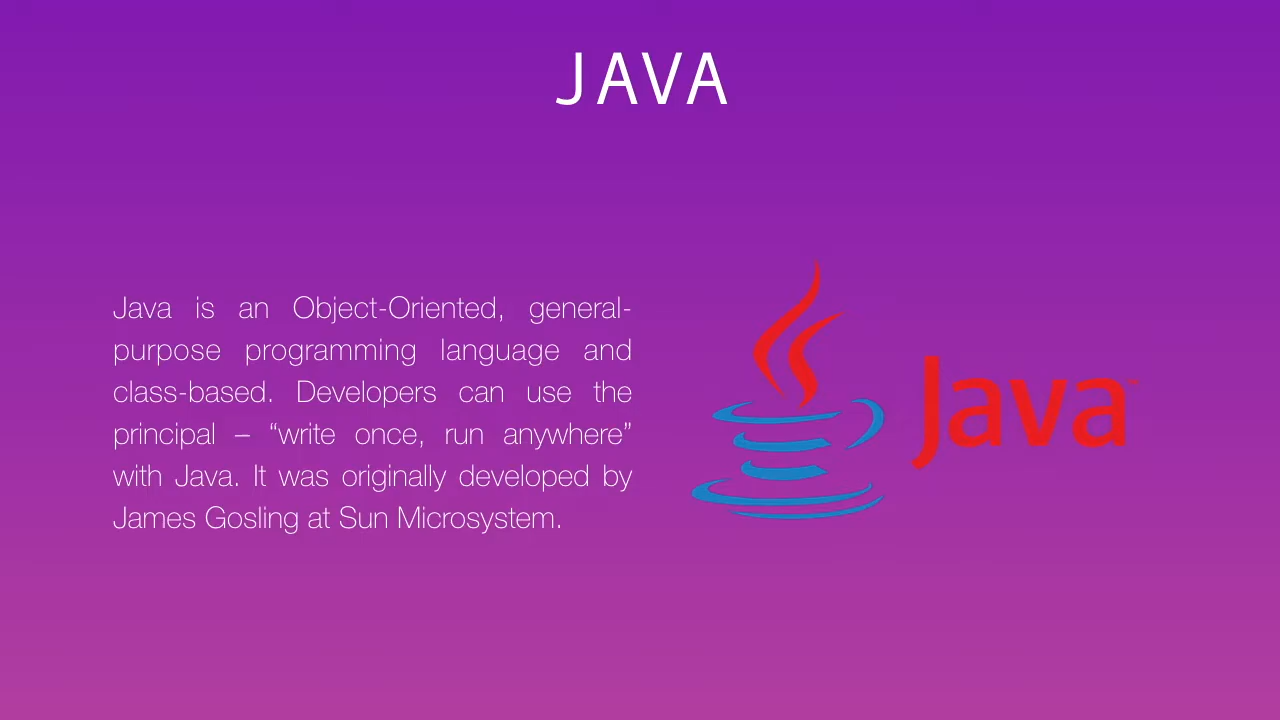 JAVA
Java is an Object-Oriented, general-
purpose programming language and
class-based. Developers can use the
principal – “write once, run anywhere”
with Java. It was originally developed by
James Gosling at Sun Microsystem.
Java™